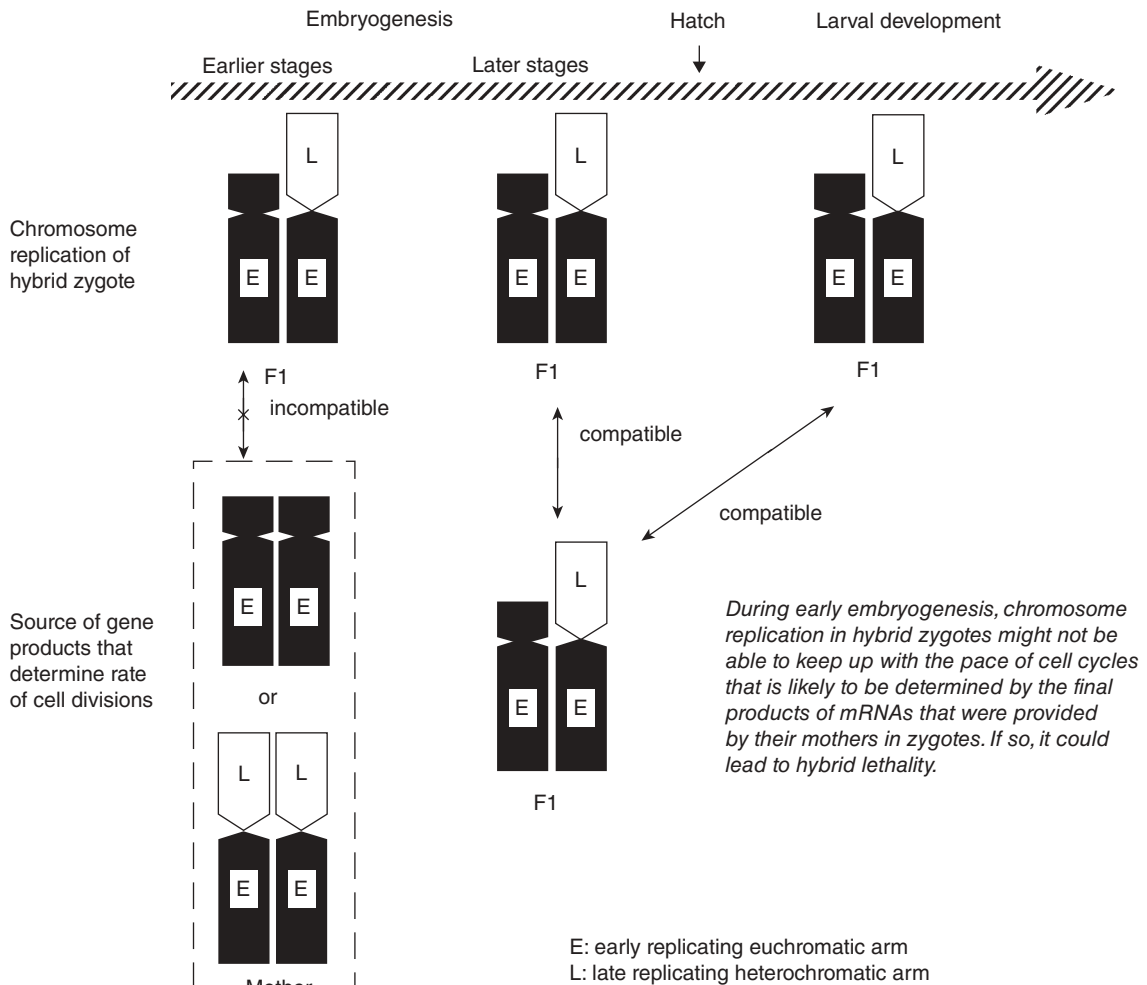 Embryogenesis
Hatch
Larval development
Earlier stages
Later stages
L
L
L
Chromosome
replication of
hybrid zygote
E
E
E
E
E
E
F1
F1
F1
incompatible
compatible
compatible
L
E
E
Source of gene
products that
determine rate
of cell divisions
or
E
E
During early embryogenesis, chromosome
replication in hybrid zygotes might not be
able to keep up with the pace of cell cycles
that is likely to be determined by the final
products of mRNAs that were provided
by their mothers in zygotes. If so, it could
lead to hybrid lethality.
L
L
F1
E
E
E: early replicating euchromatic arm
L: late replicating heterochromatic arm
Mother